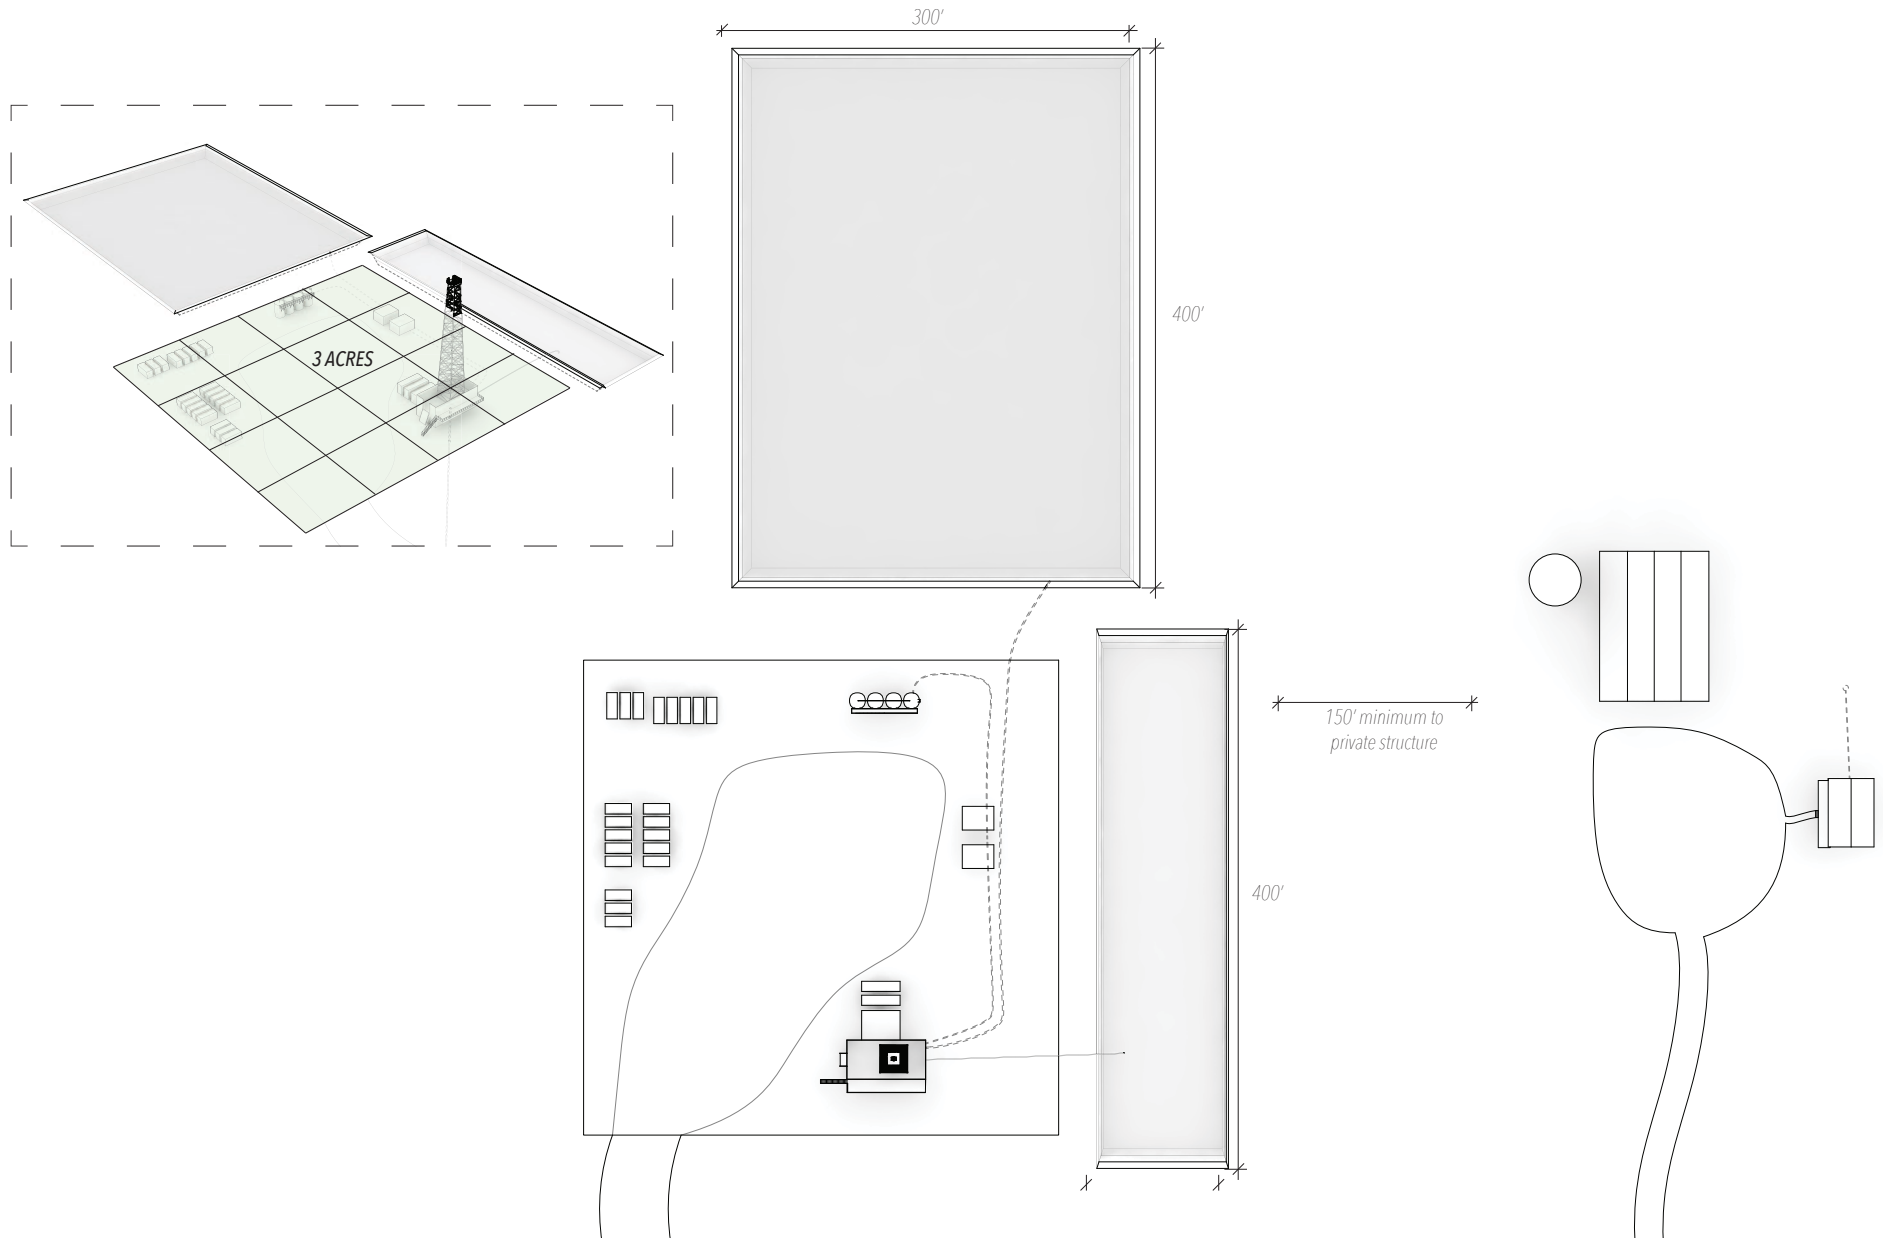 300'
400'
3 ACRES
150' minimum to
private structure
400'